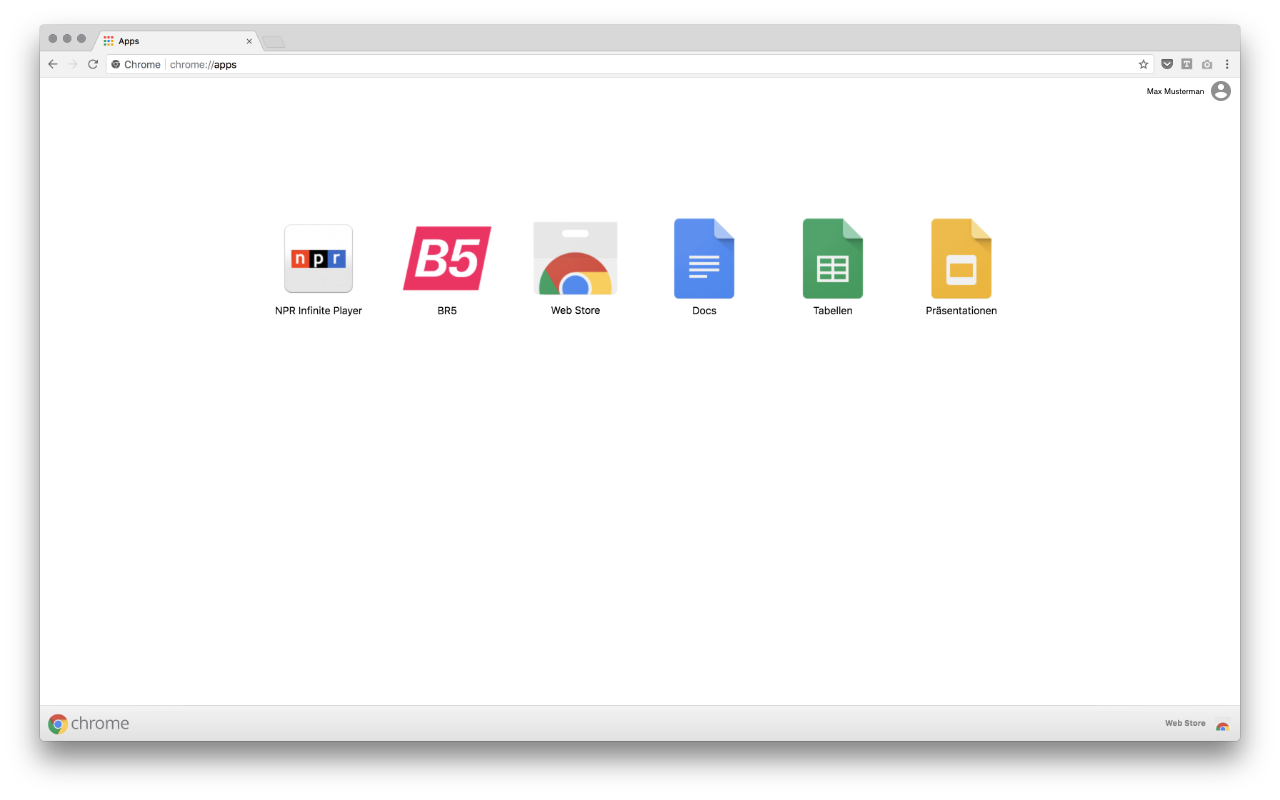 Apps
Chrome chrome://apps
Max Musterman
npr
B5
NPR Infinite Player
BR5
Web Store
Docs
Tabellen
Präsentationen
chrome
Web Store